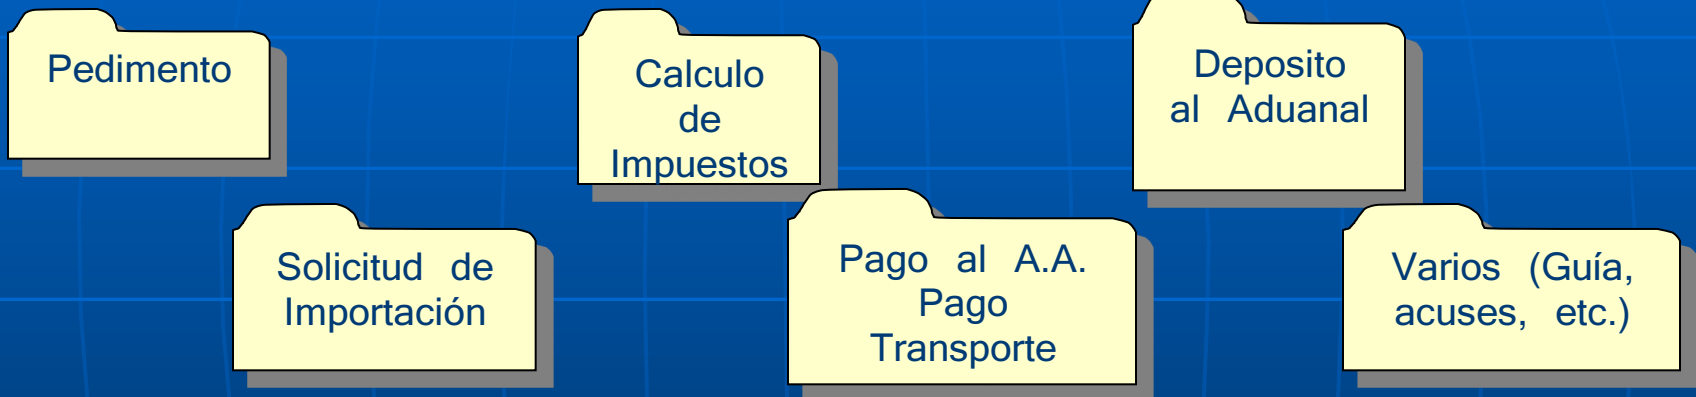 Pedimento
Calculo
de
Impuestos
Deposito
al Aduanal
Solicitud de
Importación
Pago al A.A.
Pago
Transporte
Varios (Guía,
acuses, etc.)